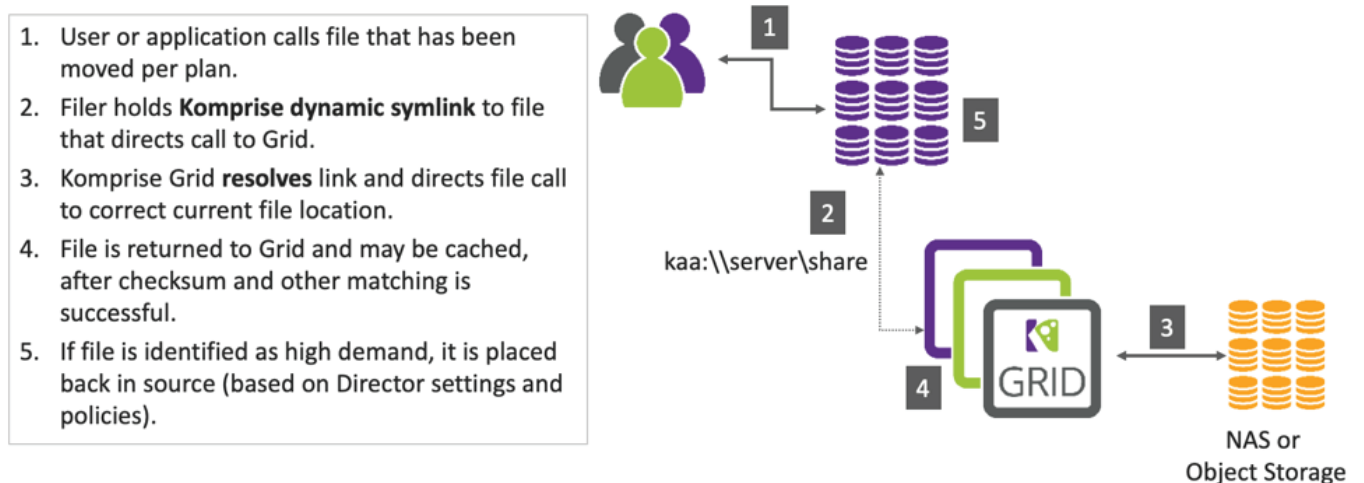 1. User or application calls file that has been
moved per plan.
2. Filer holds Komprise dynamic symlink to file
that directs call to Grid.
3. Komprise Grid resolves link and directs file call
to correct current file location.
4. File is returned to Grid and may be cached,
after checksum and other matching is
successful.
5. If file is identified as high demand, it is placed
back in source (based on Director settings and
policies).
1
5
2
kaa:\\server\share
3
4
K
GRID
NAS or
Object Storage